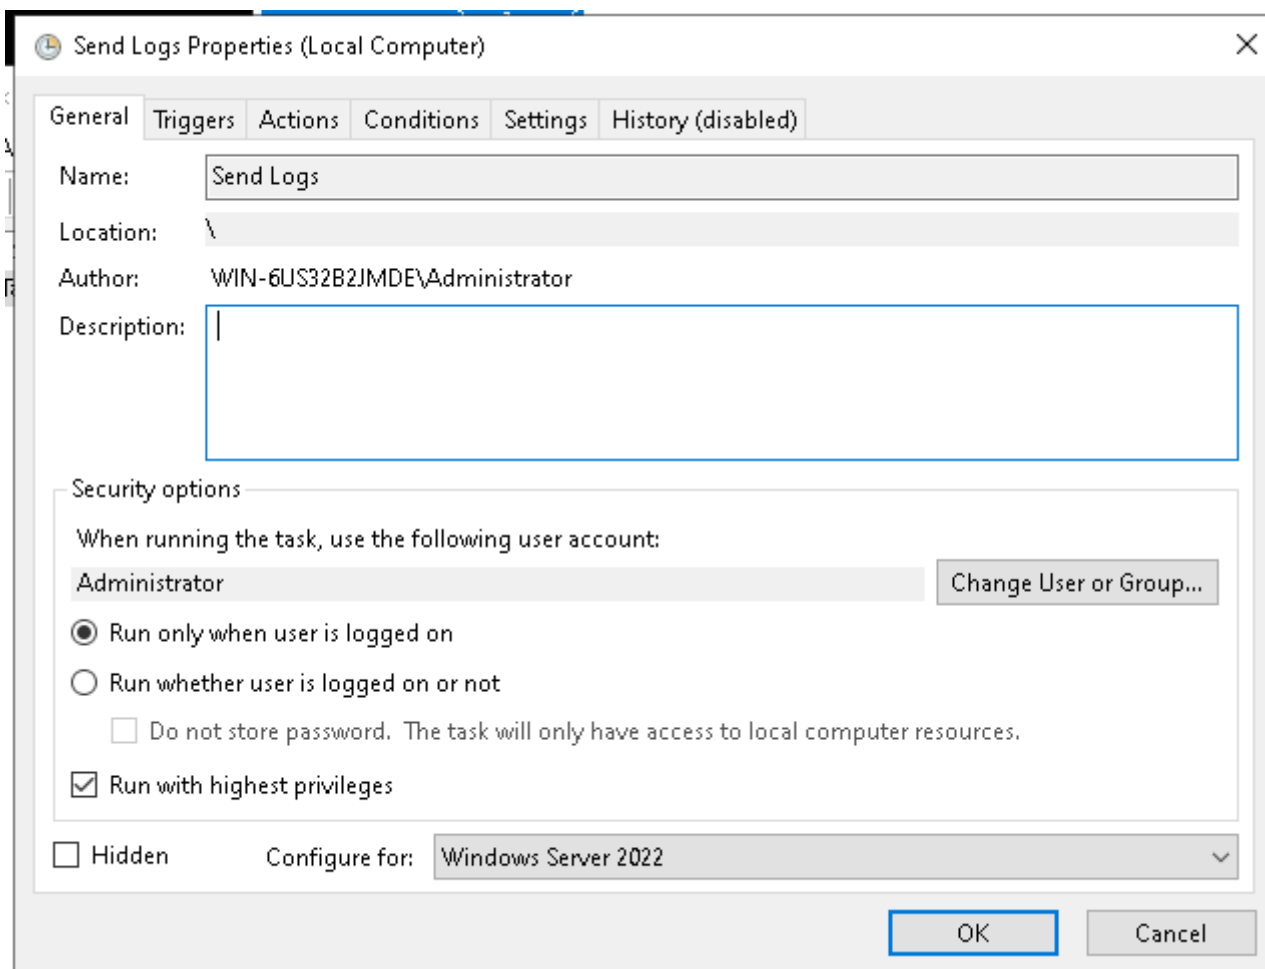 Send Logs Properties (Local Computer)
General Triggers Actions Conditions Settings History (disabled)
Name: Send Logs
Location: \
Author: WIN-6US32B2JMDE\Administrator
Description:
Security options
When running the task, use the following user account:
Administrator Change User or Group...
Run only when user is logged on
Run whether user is logged on or not
Do not store password. The task will only have access to local computer resources.
Run with highest privileges
Hidden Configure for: Windows Server 2022
OK Cancel